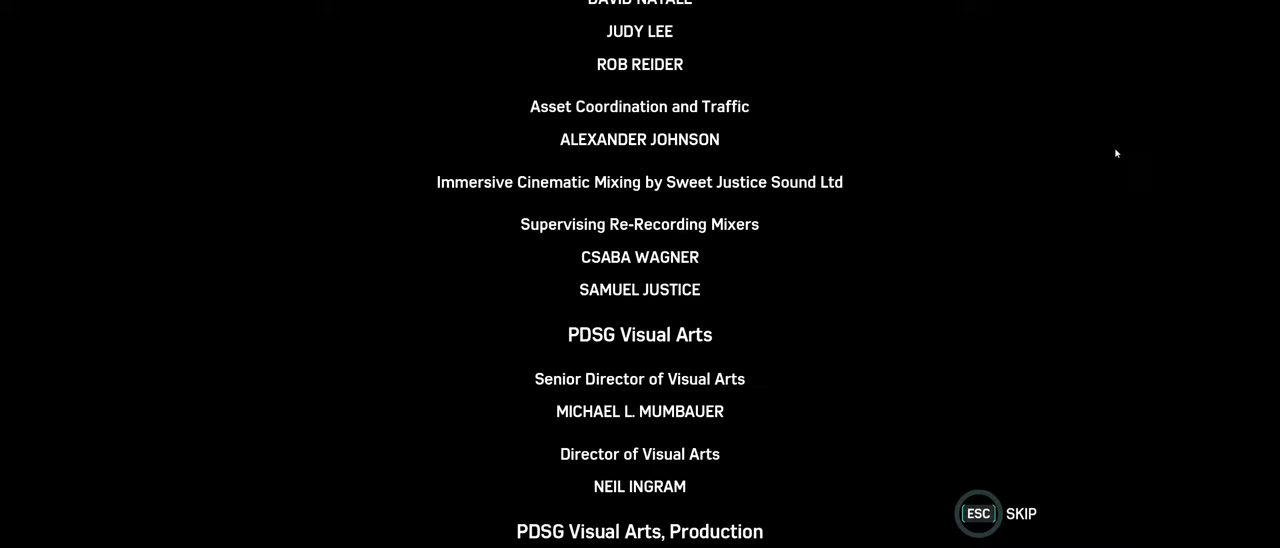 DAVID NATALE
JUDY LEE
ROB REIDER
Asset Coordination and Traffic
ALEXANDER JOHNSON
Immersive Cinematic Mixing by Sweet Justice Sound Ltd
Supervising Re-Recording Mixers
CSABA WAGNER
SAMUEL JUSTICE
PDSG Visual Arts
Senior Director of Visual Arts
MICHAEL L. MUMBAUER
Director of Visual Arts
NEIL INGRAM
ESC SKIP
PDSG Visual Arts, Production